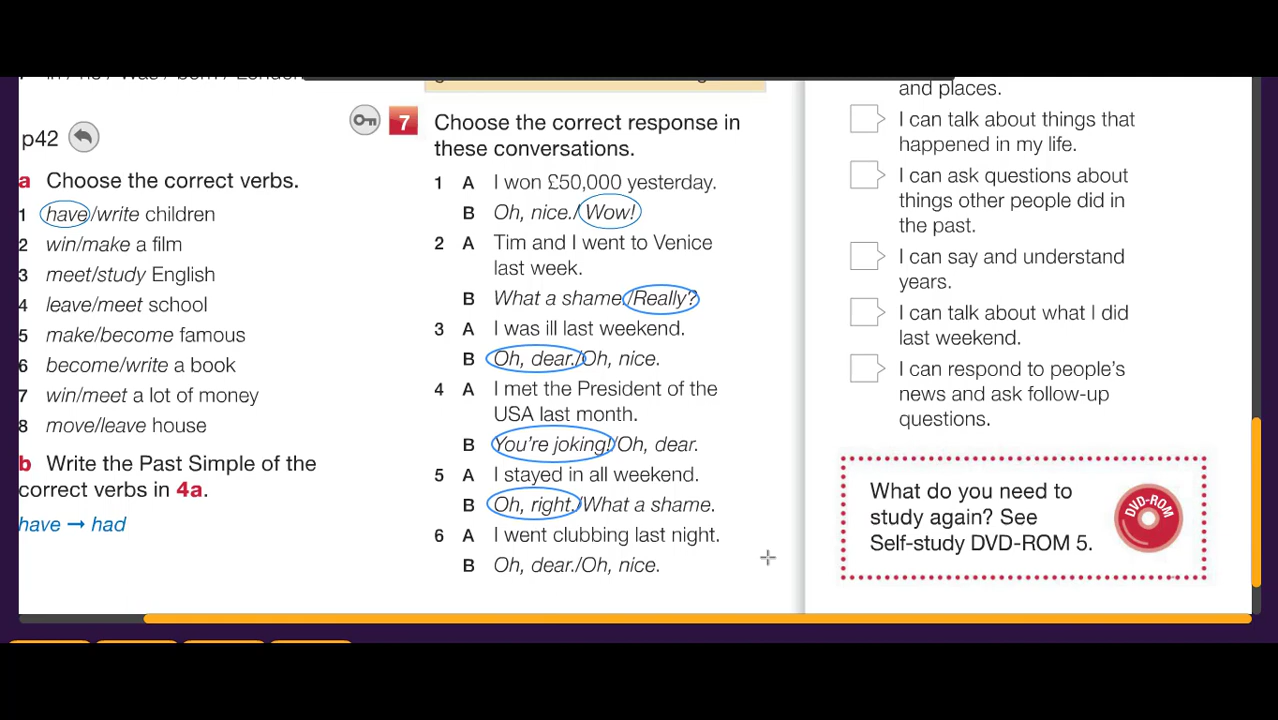 p42
a Choose the correct verbs.
1 have/write children
2 win/make a film
3 meet/study English
4 leave/meet school
5 make/become famous
6 become/write a book
7 win/meet a lot of money
8 move/leave house
b Write the Past Simple of the
correct verbs in 4a.
have → had
7 Choose the correct response in
these conversations.
1 A I won £50,000 yesterday.
B Oh, nice./Wow!
2 A Tim and I went to Venice
last week.
B What a shame./Really?
3 A I was ill last weekend.
B Oh, dear./Oh, nice.
4 A I met the President of the
USA last month.
B You're joking!/Oh, dear.
5 A I stayed in all weekend.
B Oh, right./What a shame.
6 A I went clubbing last night.
B Oh, dear./Oh, nice.
and places.
I can talk about things that
happened in my life.
I can ask questions about
things other people did in
the past.
I can say and understand
years.
I can talk about what I did
last weekend.
I can respond to people's
news and ask follow-up
questions.
What do you need to
study again? See
Self-study DVD-ROM 5.
DVD-ROM